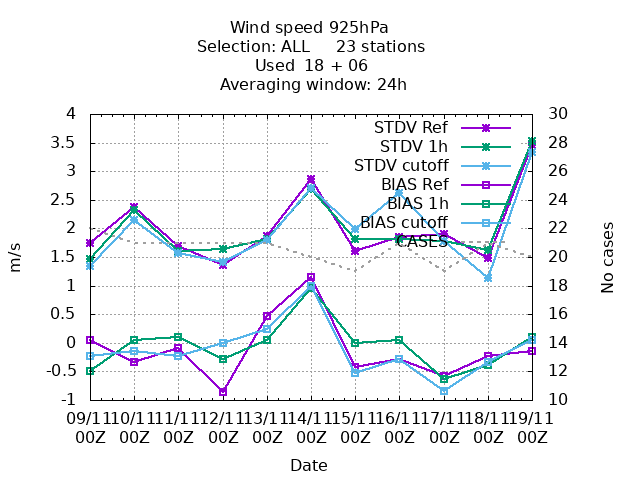 Wind speed 925hPa
Selection: ALL 23 stations
Used 18 + 06
Averaging window: 24h
4
3.5
3
2.5
2
1.5
1
0.5
0
-0.5
-1
m/s
STDV Ref
STDV 1h
STDV cutoff
BIAS Ref
BIAS 1h
BIAS cutoff
CASES
30
28
26
24
22
20
18
16
14
12
10
No cases
09/11 10/11 11/11 12/11 13/11 14/11 15/11 16/11 17/11 18/11 19/11
00Z 00Z 00Z 00Z 00Z 00Z 00Z 00Z 00Z 00Z 00Z
Date